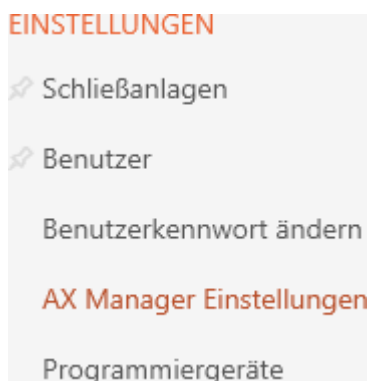 EINSTELLUNGEN
Schließanlagen
Benutzer
Benutzerkennwort ändern
AX Manager Einstellungen
Programmiergeräte